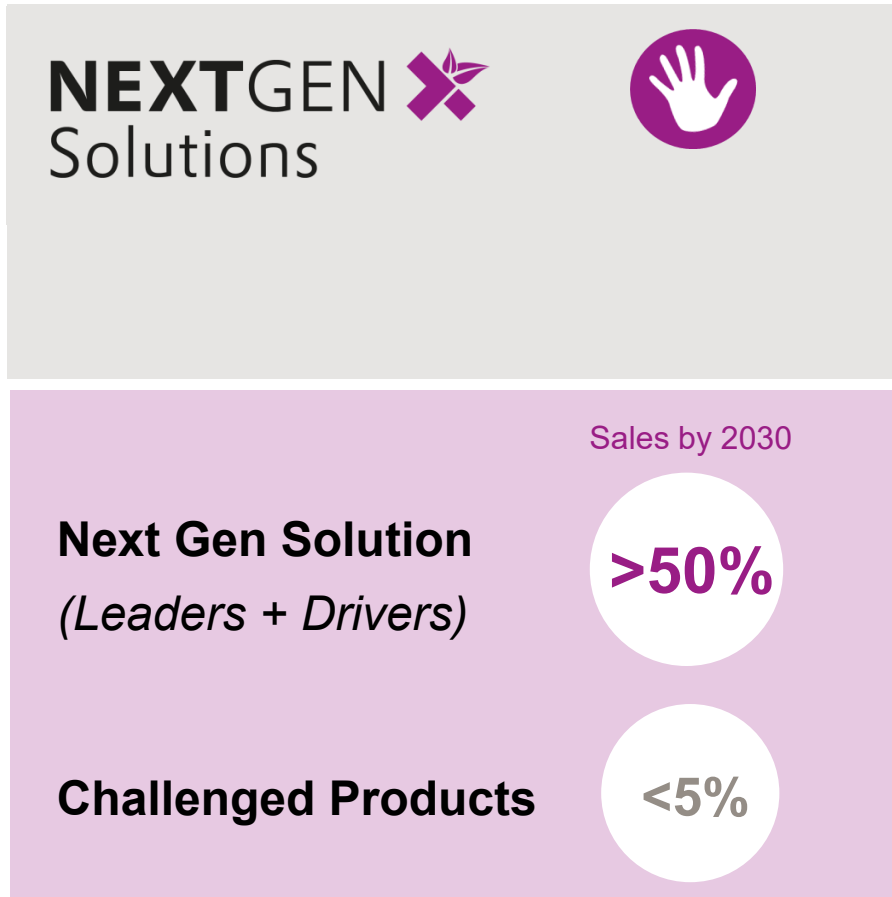 NEXTGEN
Solutions
Sales by 2030
Next Gen Solution
>50%
(Leaders + Drivers)
Challenged Products
<5%